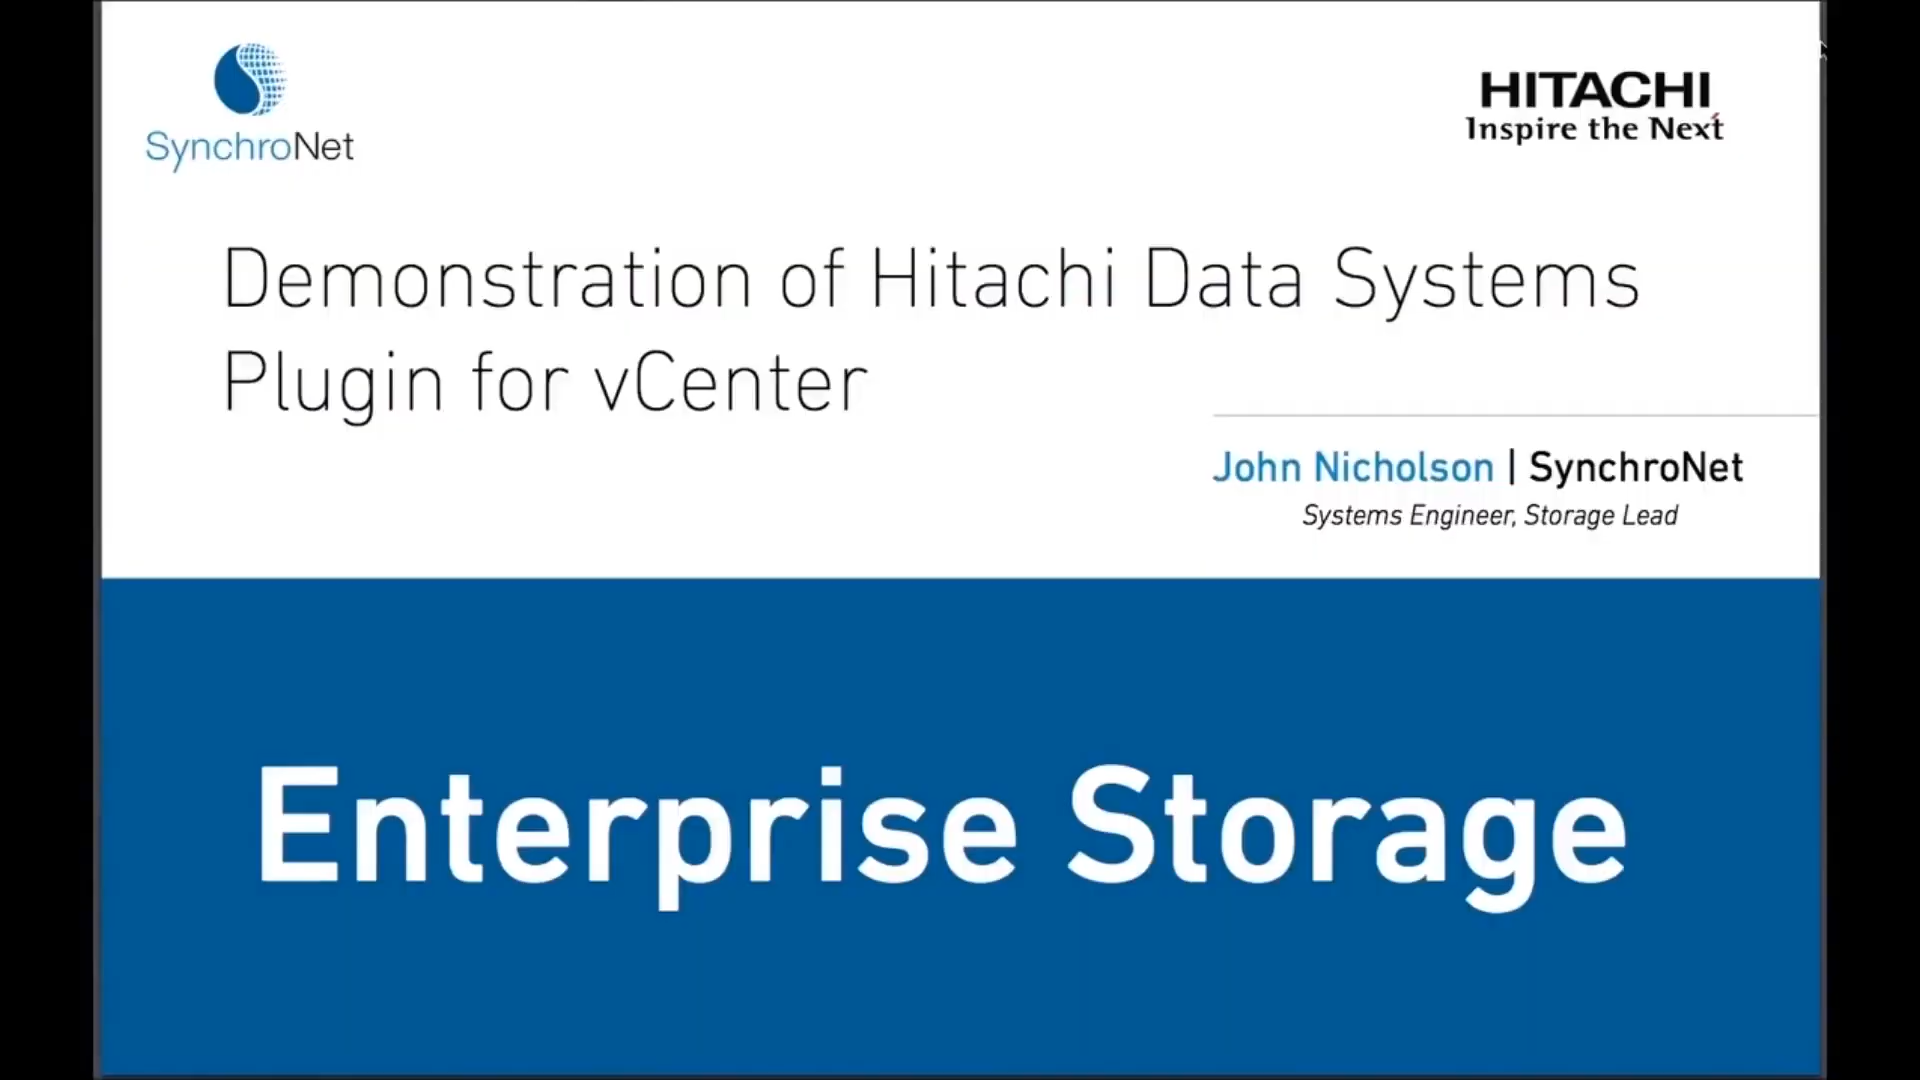 SynchroNet
HITACHI
Inspire the Next
Demonstration of Hitachi Data Systems
Plugin for vCenter
John Nicholson | SynchroNet
Systems Engineer, Storage Lead
Enterprise Storage